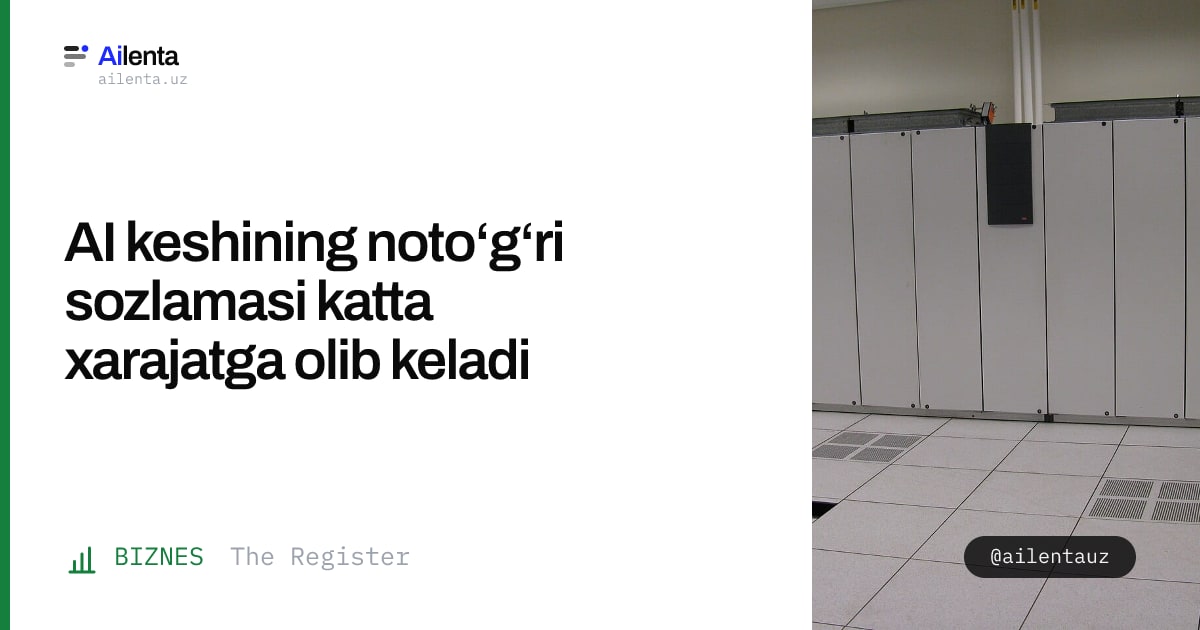 Ailenta
ailenta.uz
AI keshining noto‘g‘ri
sozlamasi katta
xarajatga olib keladi
BIZNES The Register
@ailentauz